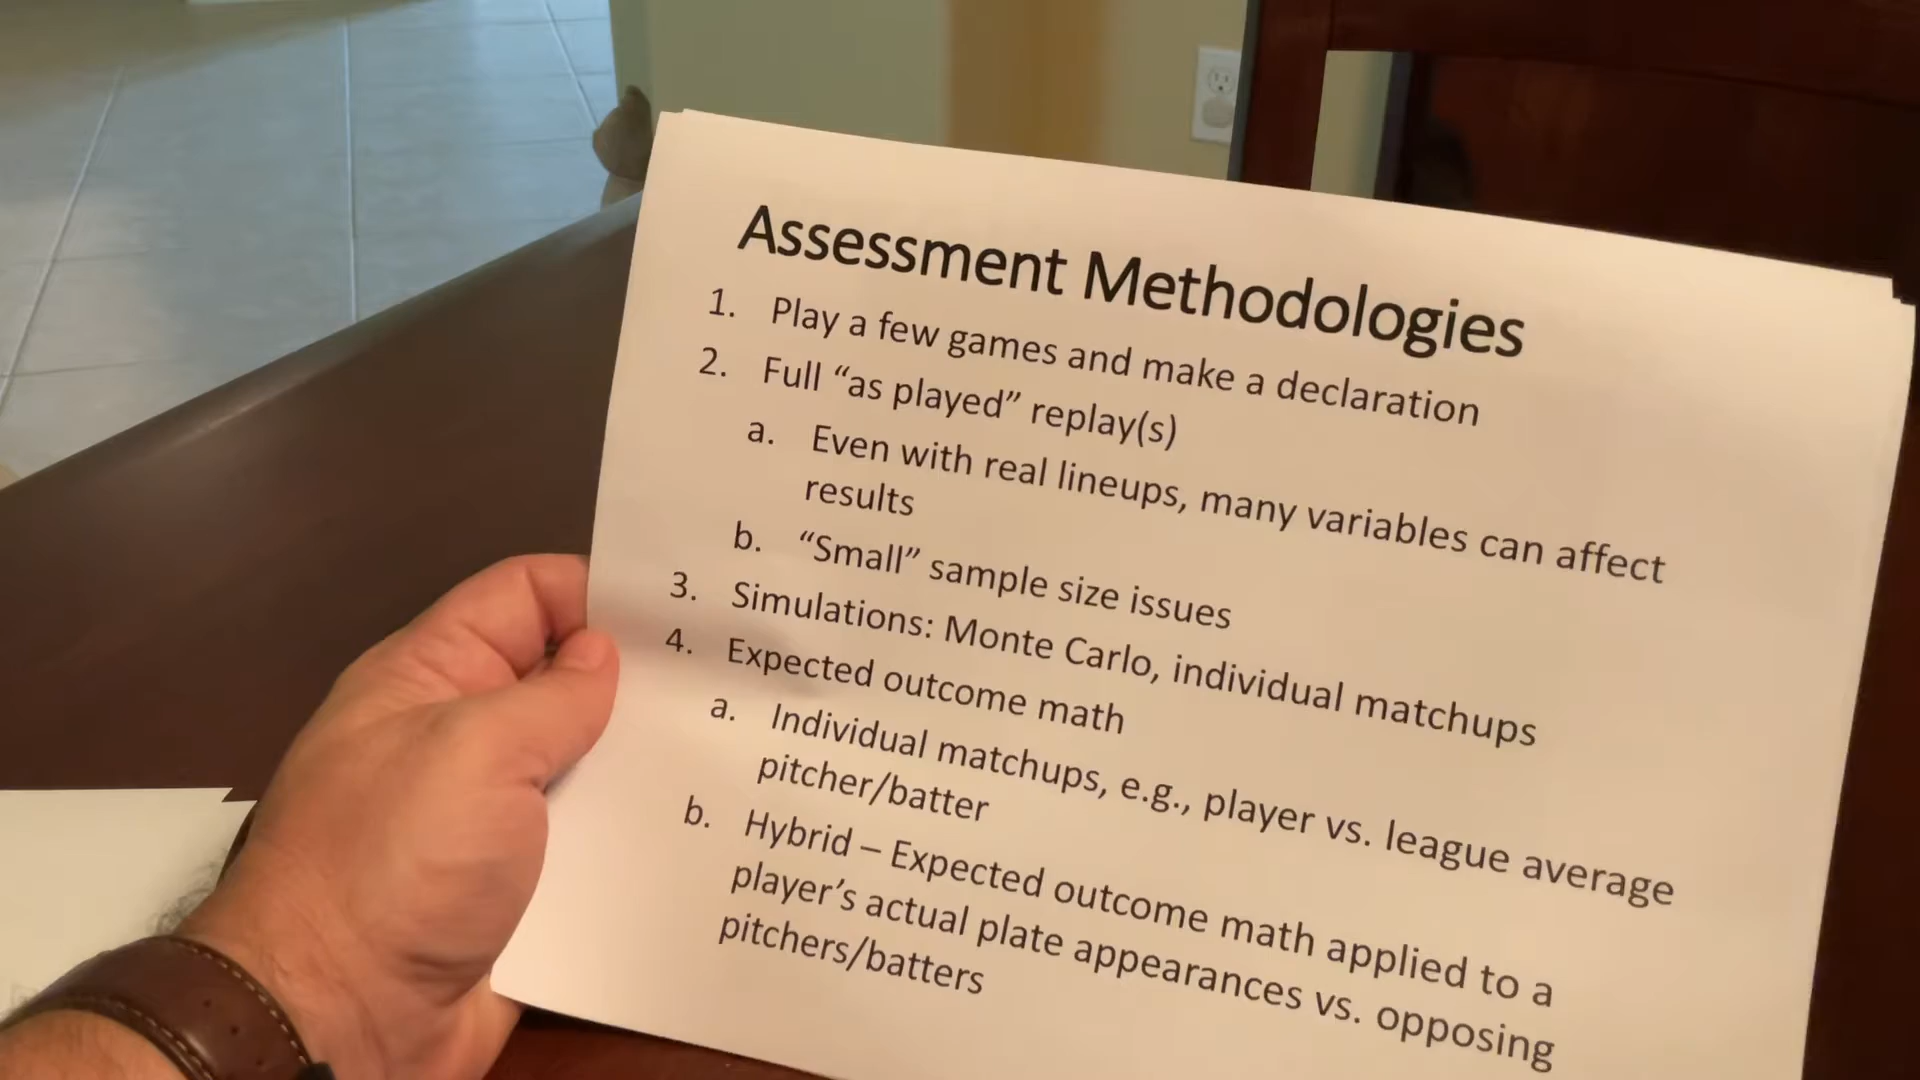 Assessment Methodologies
1. Play a few games and make a declaration
2. Full “as played” replay(s)
a. Even with real lineups, many variables can affect
results
b. “Small” sample size issues
3. Simulations: Monte Carlo, individual matchups
4. Expected outcome math
a. Individual matchups, e.g., player vs. league average
pitcher/batter
b. Hybrid – Expected outcome math applied to a
player’s actual plate appearances vs. opposing
pitchers/batters